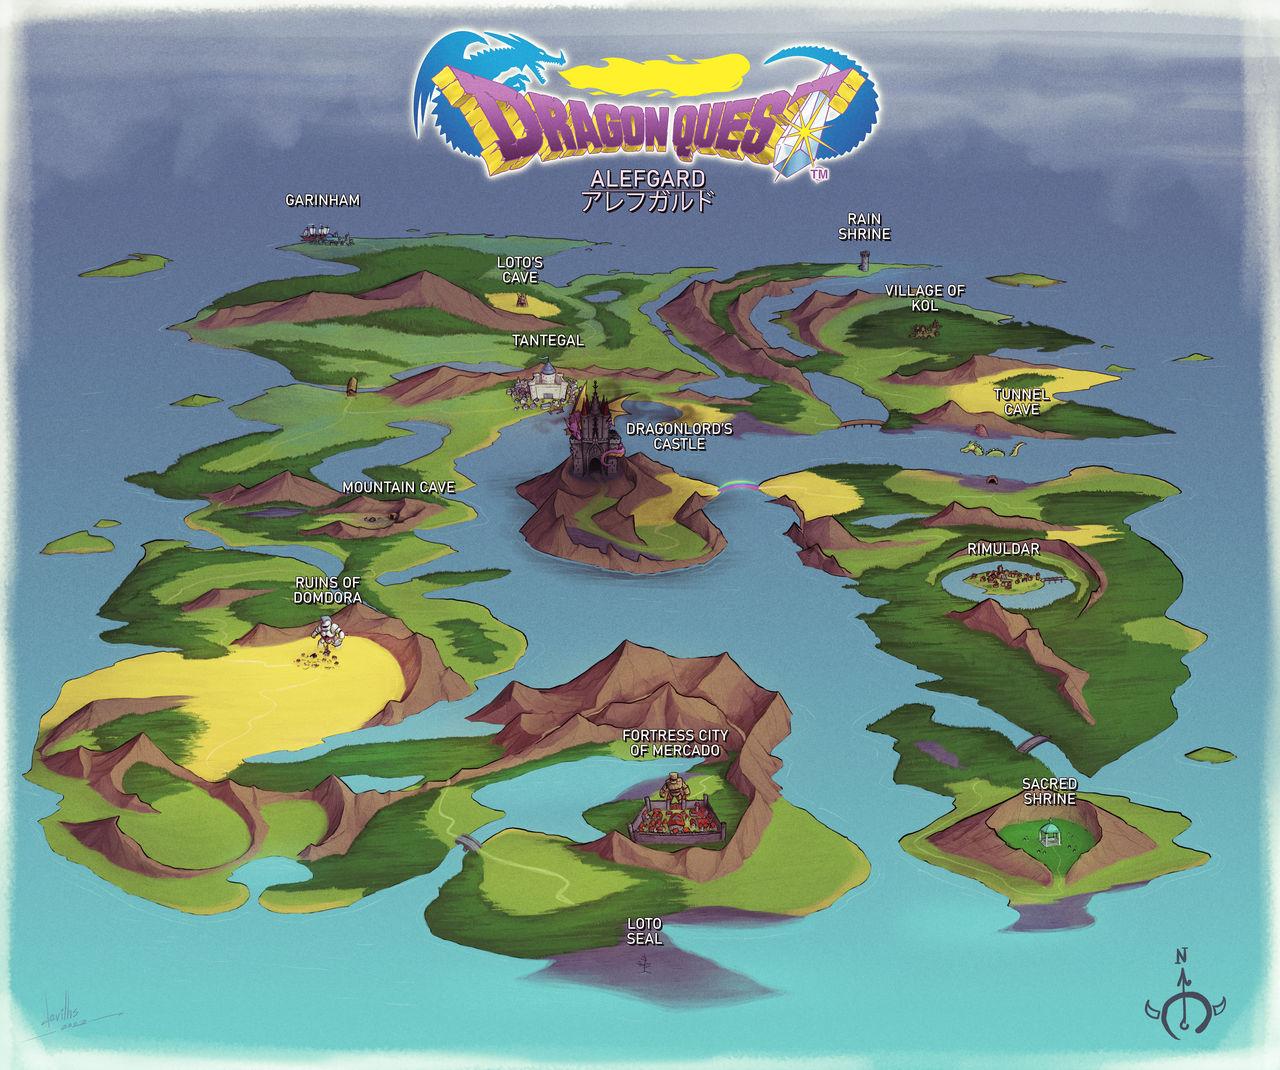 DRAGON QUEST
TM
ALEFGARD
アレフガルド
GARINHAM
RAIN
SHRINE
LOTO'S
CAVE
VILLAGE OF
KOL
TANTEGAL
TUNNEL
CAVE
DRAGONLORD'S
CASTLE
MOUNTAIN CAVE
RIMULDAR
RUINS OF
DOMDORA
FORTRESS CITY
OF MERCADO
SACRED
SHRINE
LOTO
SEAL
N